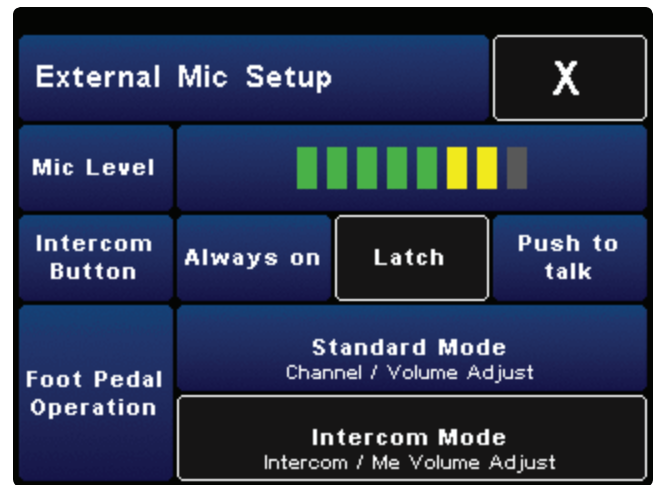 External Mic Setup
X
Mic Level
Intercom
Button
Always on
Latch
Push to
talk
Foot Pedal
Operation
Standard Mode
Channel / Volume Adjust
Intercom Mode
Intercom / Me Volume Adjust